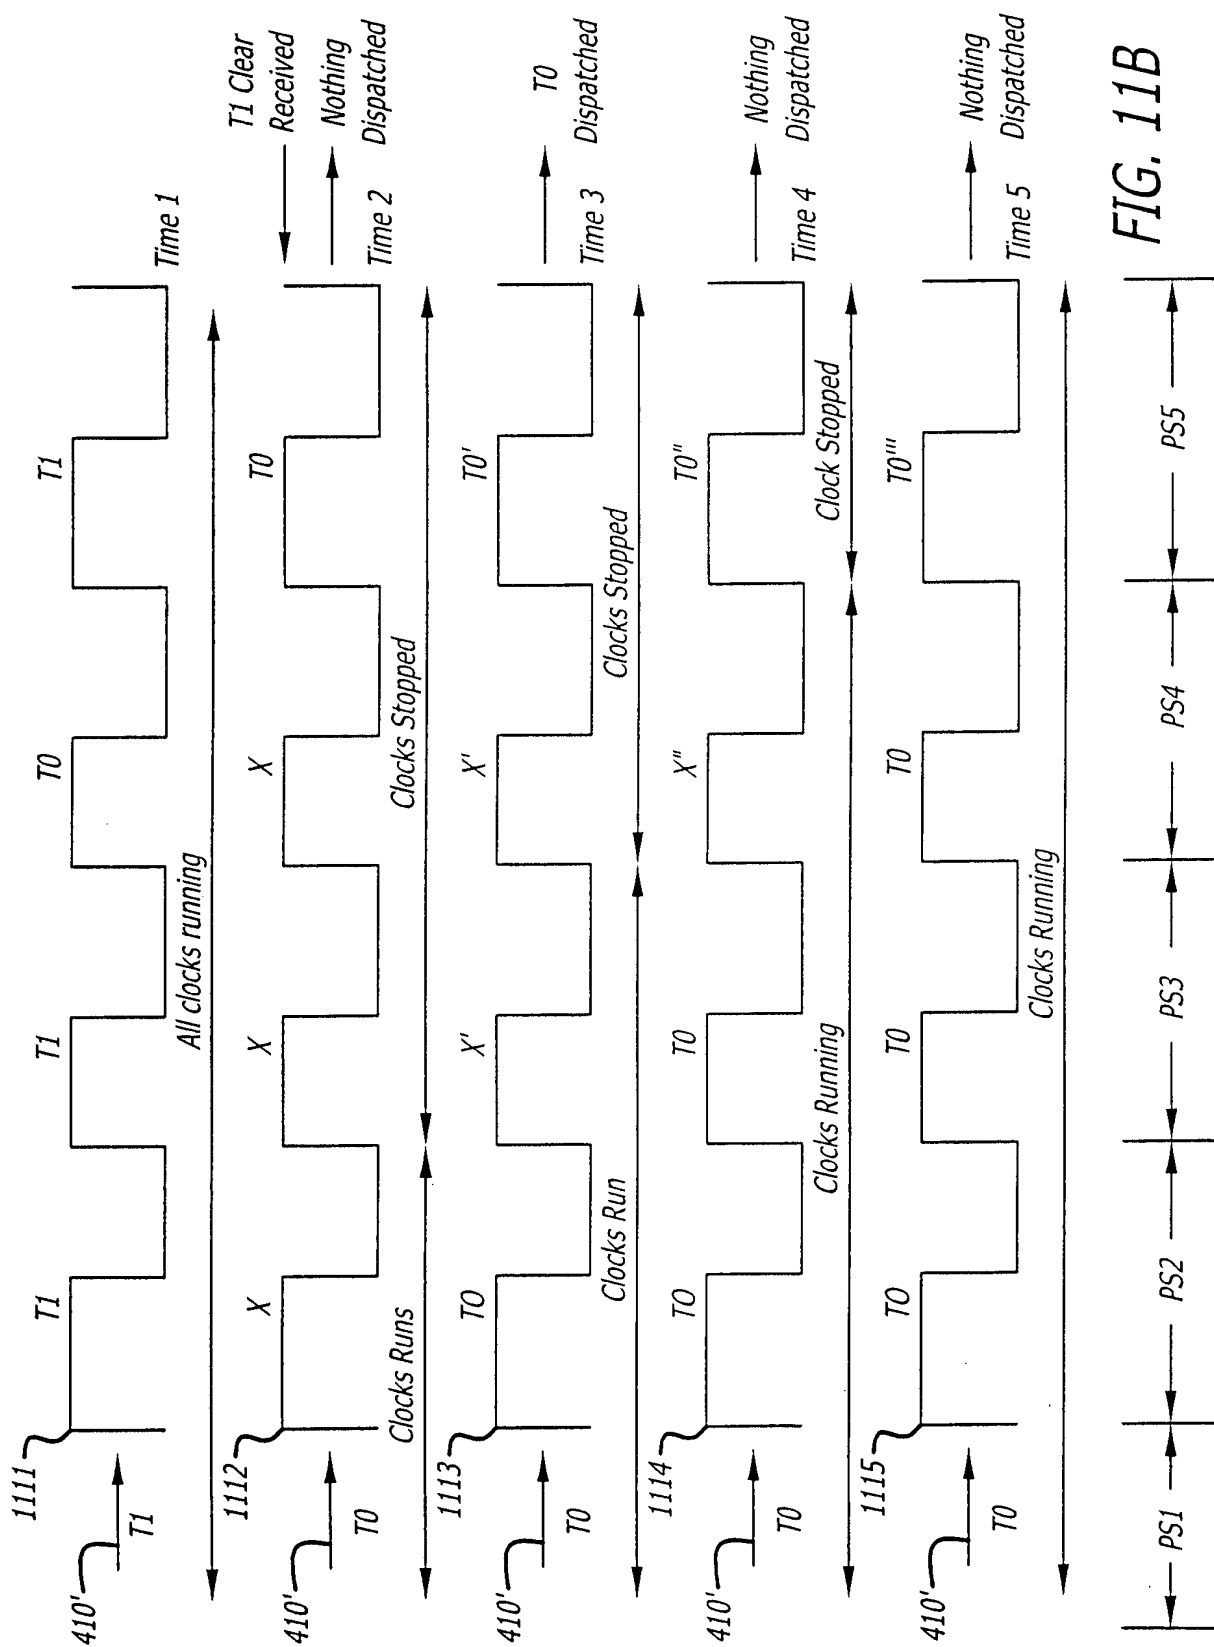 1111
410'
T1
T1
T1
T0
T1
Time 1
All clocks running
T1 Clear
Received
1112
410'
T0
X
X
X
T0
Nothing
Dispatched
Time 2
Clocks Runs
Clocks Stopped
1113
410'
T0
T0
X'
X'
T0'
T0
Dispatched
Time 3
Clocks Run
Clocks Stopped
1114
410'
T0
T0
T0
X"
T0"
Nothing
Dispatched
Time 4
Clocks Running
Clock Stopped
1115
410'
T0
T0
T0
T0
T0'''
Nothing
Dispatched
Time 5
Clocks Running
PS1
PS2
PS3
PS4
PS5
FIG. 11B